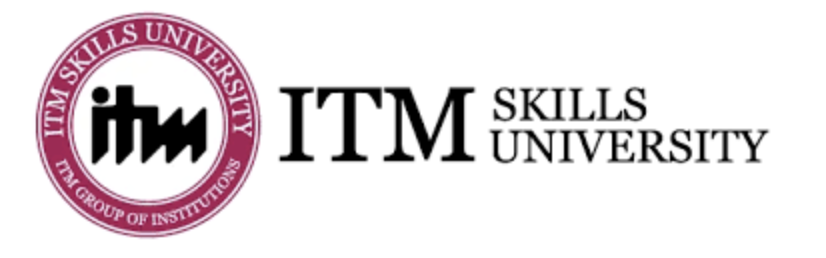 ITM SKILLS UNIVERSITY
itm
ITM GROUP OF INSTITUTIONS
ITM
SKILLS
UNIVERSITY